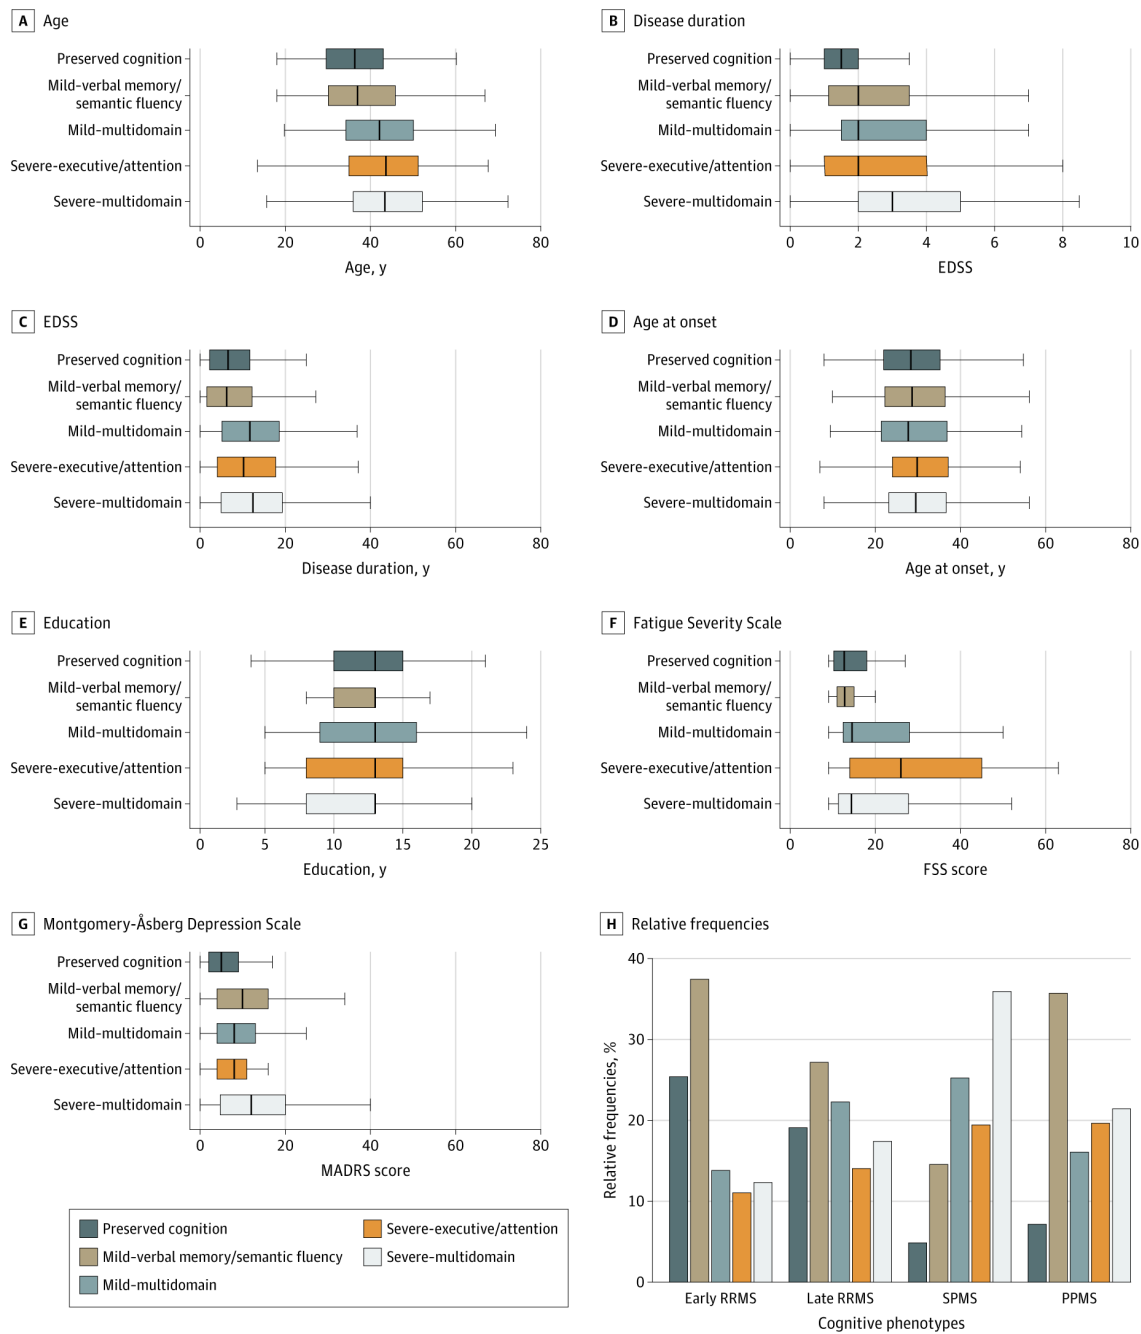 A Age
Preserved cognition
Mild-verbal memory/
semantic fluency
Mild-multidomain
Severe-executive/attention
Severe-multidomain
0 20 40 60 80
Age, y
B Disease duration
Preserved cognition
Mild-verbal memory/
semantic fluency
Mild-multidomain
Severe-executive/attention
Severe-multidomain
0 2 4 6 8 10
EDSS
C EDSS
Preserved cognition
Mild-verbal memory/
semantic fluency
Mild-multidomain
Severe-executive/attention
Severe-multidomain
0 20 40 60 80
Disease duration, y
D Age at onset
Preserved cognition
Mild-verbal memory/
semantic fluency
Mild-multidomain
Severe-executive/attention
Severe-multidomain
0 20 40 60 80
Age at onset, y
E Education
Preserved cognition
Mild-verbal memory/
semantic fluency
Mild-multidomain
Severe-executive/attention
Severe-multidomain
0 5 10 15 20 25
Education, y
F Fatigue Severity Scale
Preserved cognition
Mild-verbal memory/
semantic fluency
Mild-multidomain
Severe-executive/attention
Severe-multidomain
0 20 40 60 80
FSS score
G Montgomery-Åsberg Depression Scale
Preserved cognition
Mild-verbal memory/
semantic fluency
Mild-multidomain
Severe-executive/attention
Severe-multidomain
0 20 40 60 80
MADRS score
H Relative frequencies
Relative frequencies, %
40
30
20
10
0
Early RRMS Late RRMS SPMS PPMS
Cognitive phenotypes
Preserved cognition
Mild-verbal memory/semantic fluency
Mild-multidomain
Severe-executive/attention
Severe-multidomain